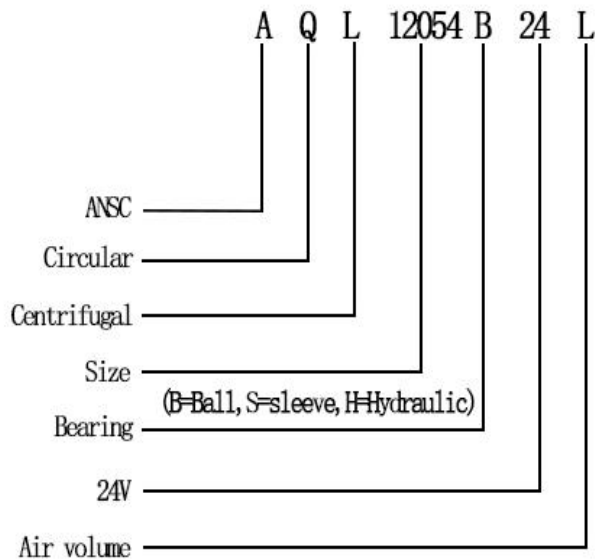 A Q L 12054 B 24 L
ANSC
Circular
Centrifugal
Size
(B=Ball, S=sleeve, H=Hydraulic)
Bearing
24V
Air volume